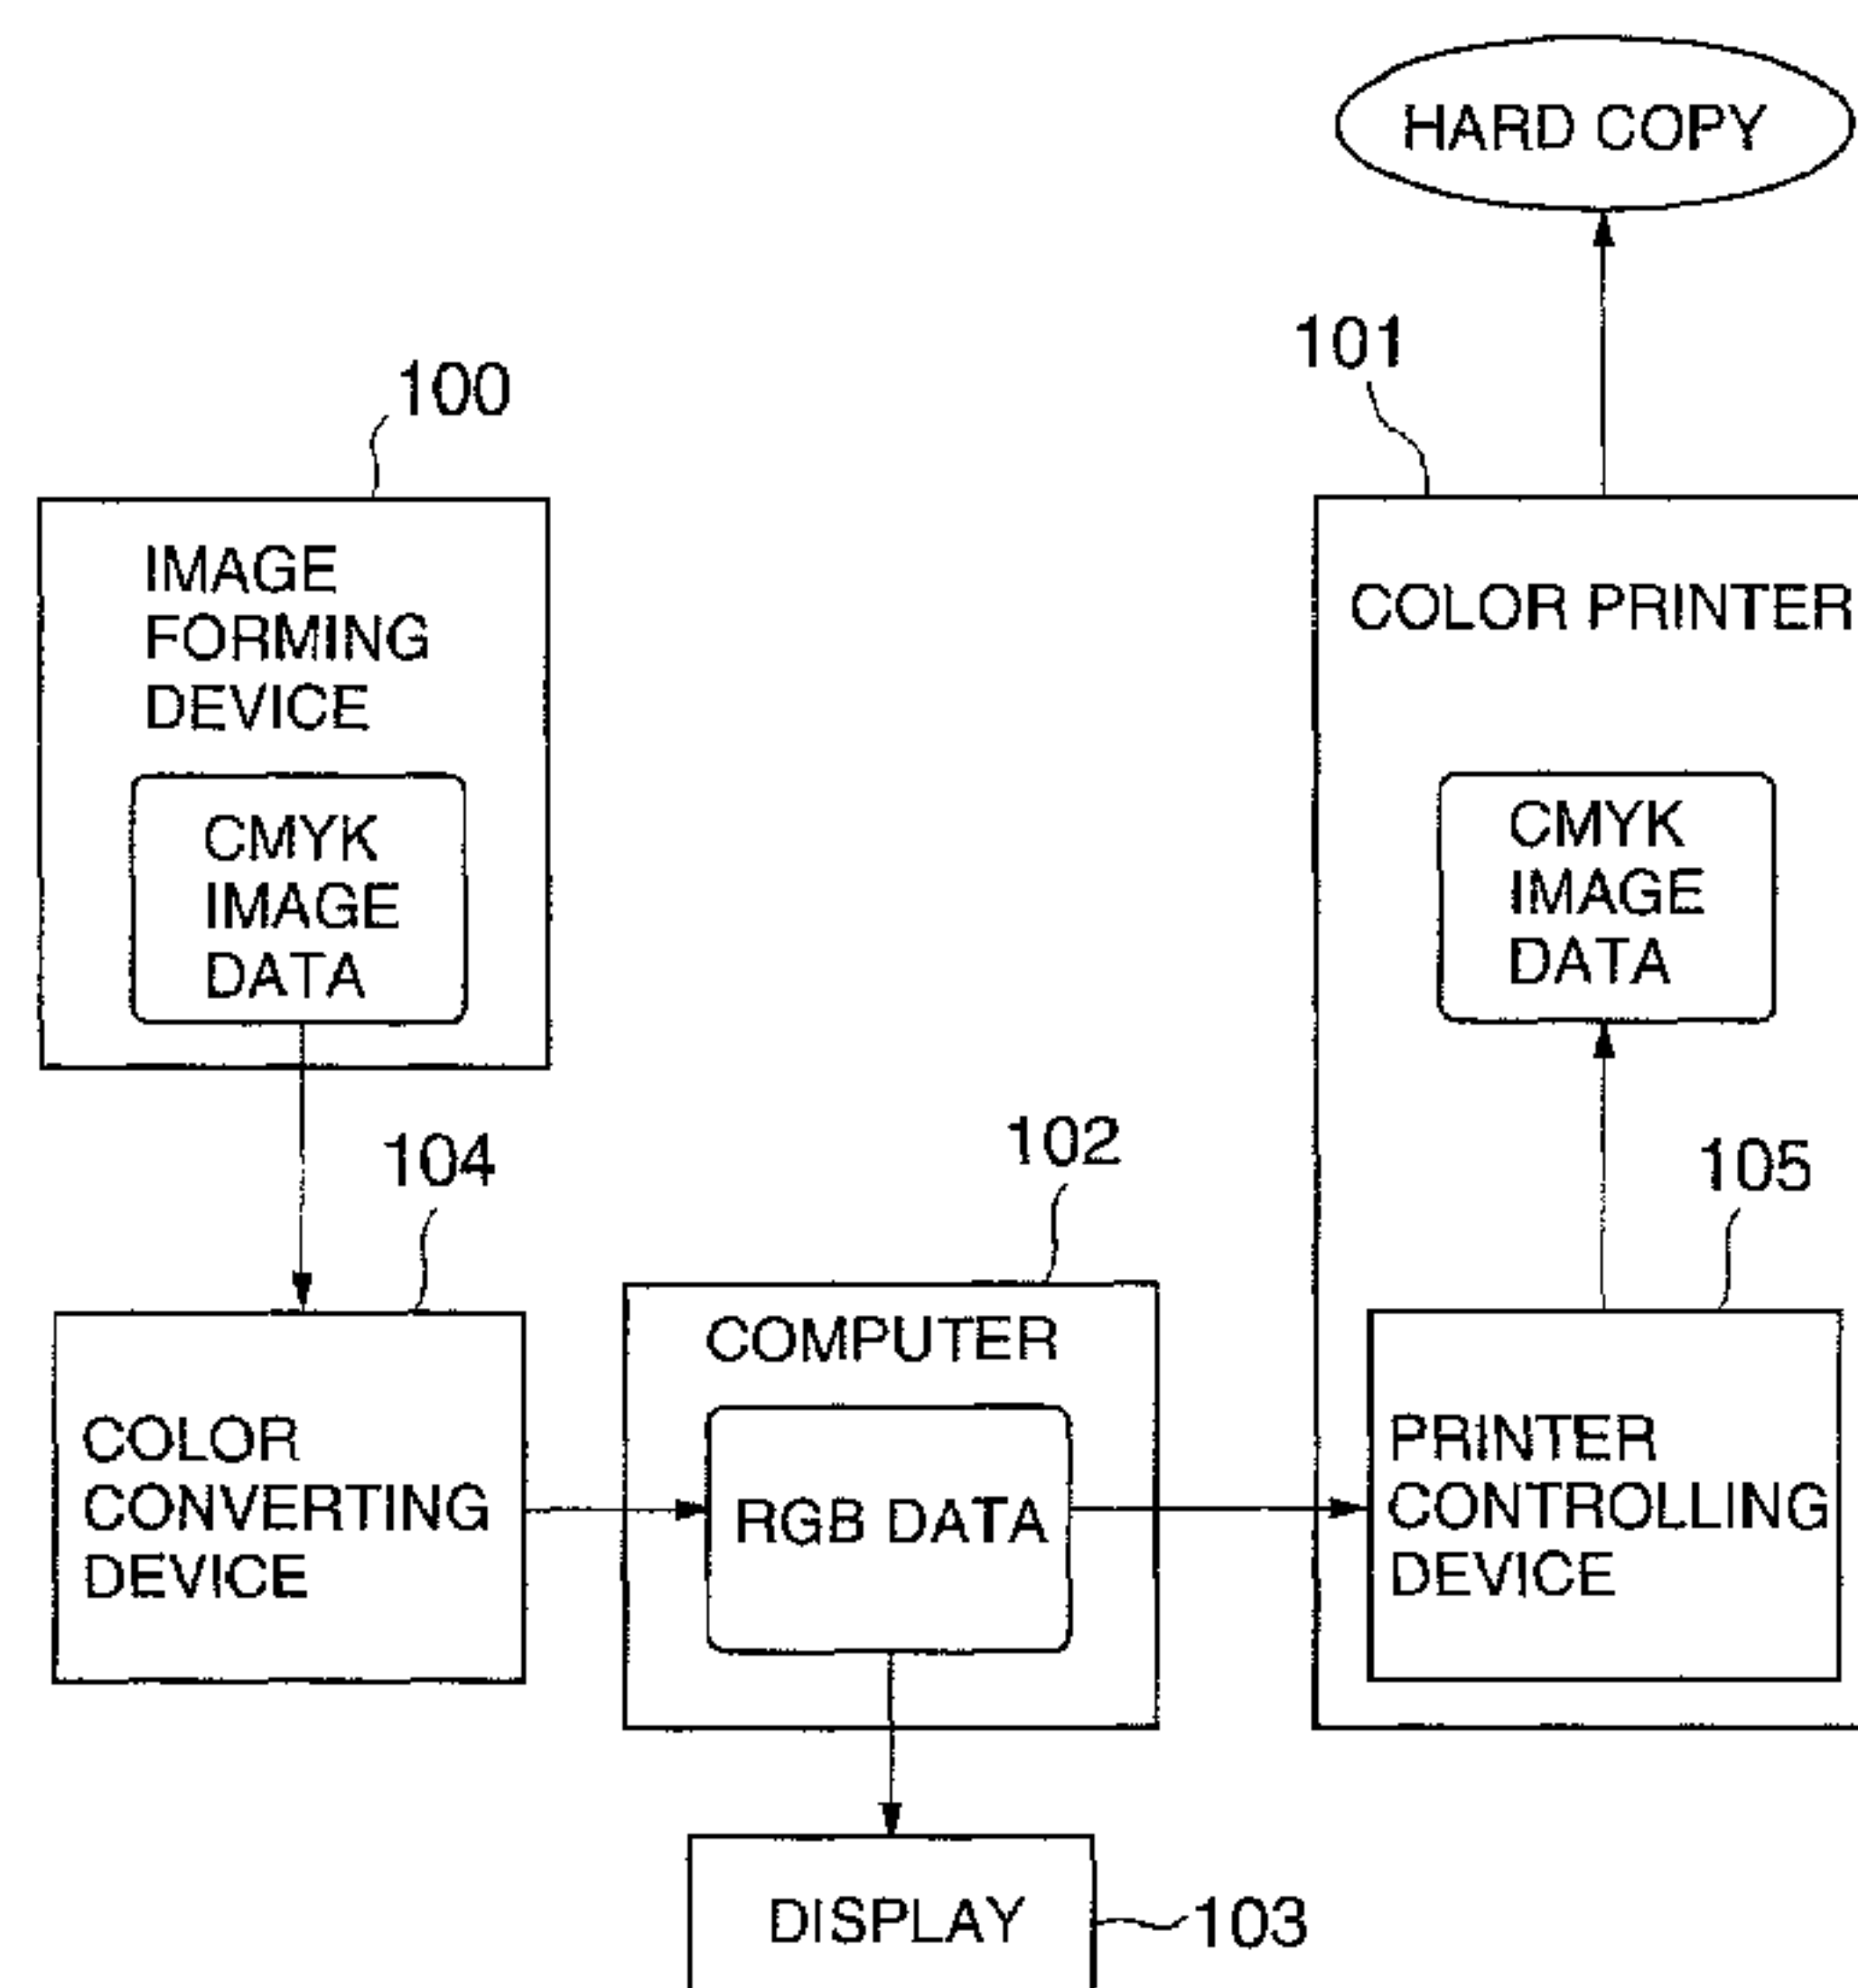 HARD COPY
101
100
IMAGE
FORMING
DEVICE
CMYK
IMAGE
DATA
COLOR PRINTER
CMYK
IMAGE
DATA
104
102
105
COLOR
CONVERTING
DEVICE
COMPUTER
RGB DATA
PRINTER
CONTROLLING
DEVICE
DISPLAY
103